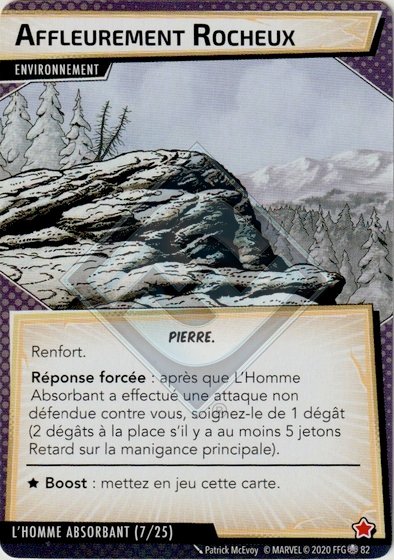 AFFLEUREMENT ROCHEUX
ENVIRONNEMENT
PIERRE.
Renfort.
Réponse forcée : après que L'Homme
Absorbant a effectué une attaque non
défendue contre vous, soignez-le de 1 dégât
(2 dégâts à la place s'il y a au moins 5 jetons
Retard sur la manigance principale).
★ Boost : mettez en jeu cette carte.
L'HOMME ABSORBANT (7/25)
Patrick McEvoy © MARVEL © 2020 FFG 82